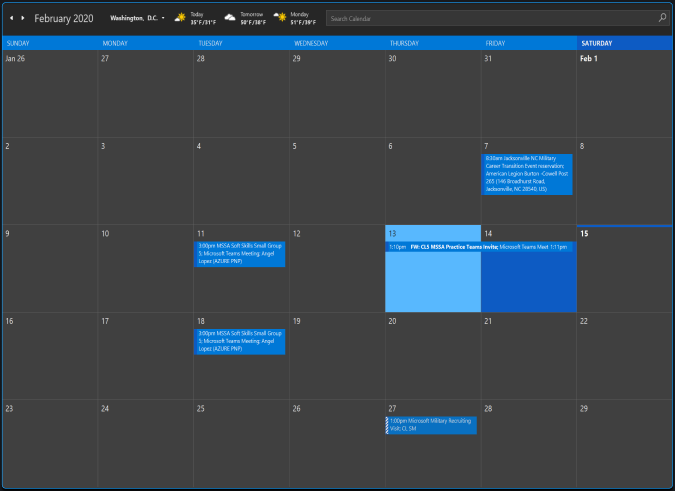 February 2020
Washington, D.C.
Today
35°F/31°F
Tomorrow
50°F/38°F
Monday
51°F/39°F
Search Calendar
SUNDAY MONDAY TUESDAY WEDNESDAY THURSDAY FRIDAY SATURDAY
Jan 26 27 28 29 30 31 Feb 1
2 3 4 5 6 7 8
8:30am Jacksonville NC Military
Career Transition Event reservation;
American Legion Burton -Cowell Post
265 (146 Broadhurst Road,
Jacksonville, NC 28540, US)
9 10 11 12 13 14 15
3:00pm MSSA Soft Skills Small Group
5; Microsoft Teams Meeting; Angel
Lopez (AZURE PNP)
1:10pm FW: CLS MSSA Practice Teams Invite; Microsoft Teams Meet 1:11pm
16 17 18 19 20 21 22
3:00pm MSSA Soft Skills Small Group
5; Microsoft Teams Meeting; Angel
Lopez (AZURE PNP)
23 24 25 26 27 28 29
1:00pm Microsoft Military Recruiting
Visit; CI, SM